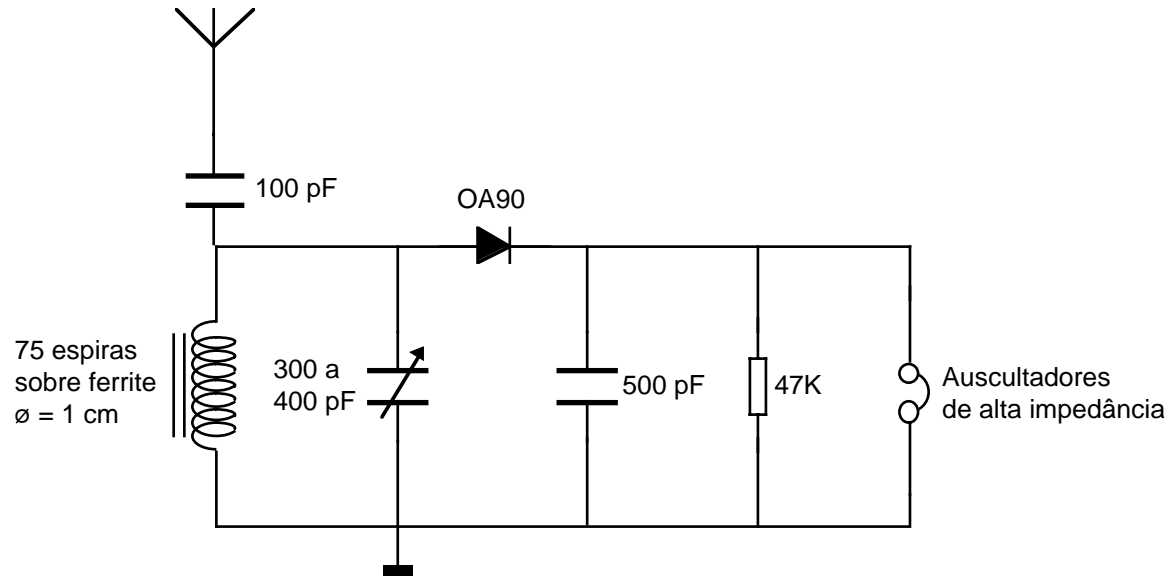 100 pF
OA90
75 espiras
sobre ferrite
ø = 1 cm
300 a
400 pF
500 pF
47K
Auscultadores
de alta impedância